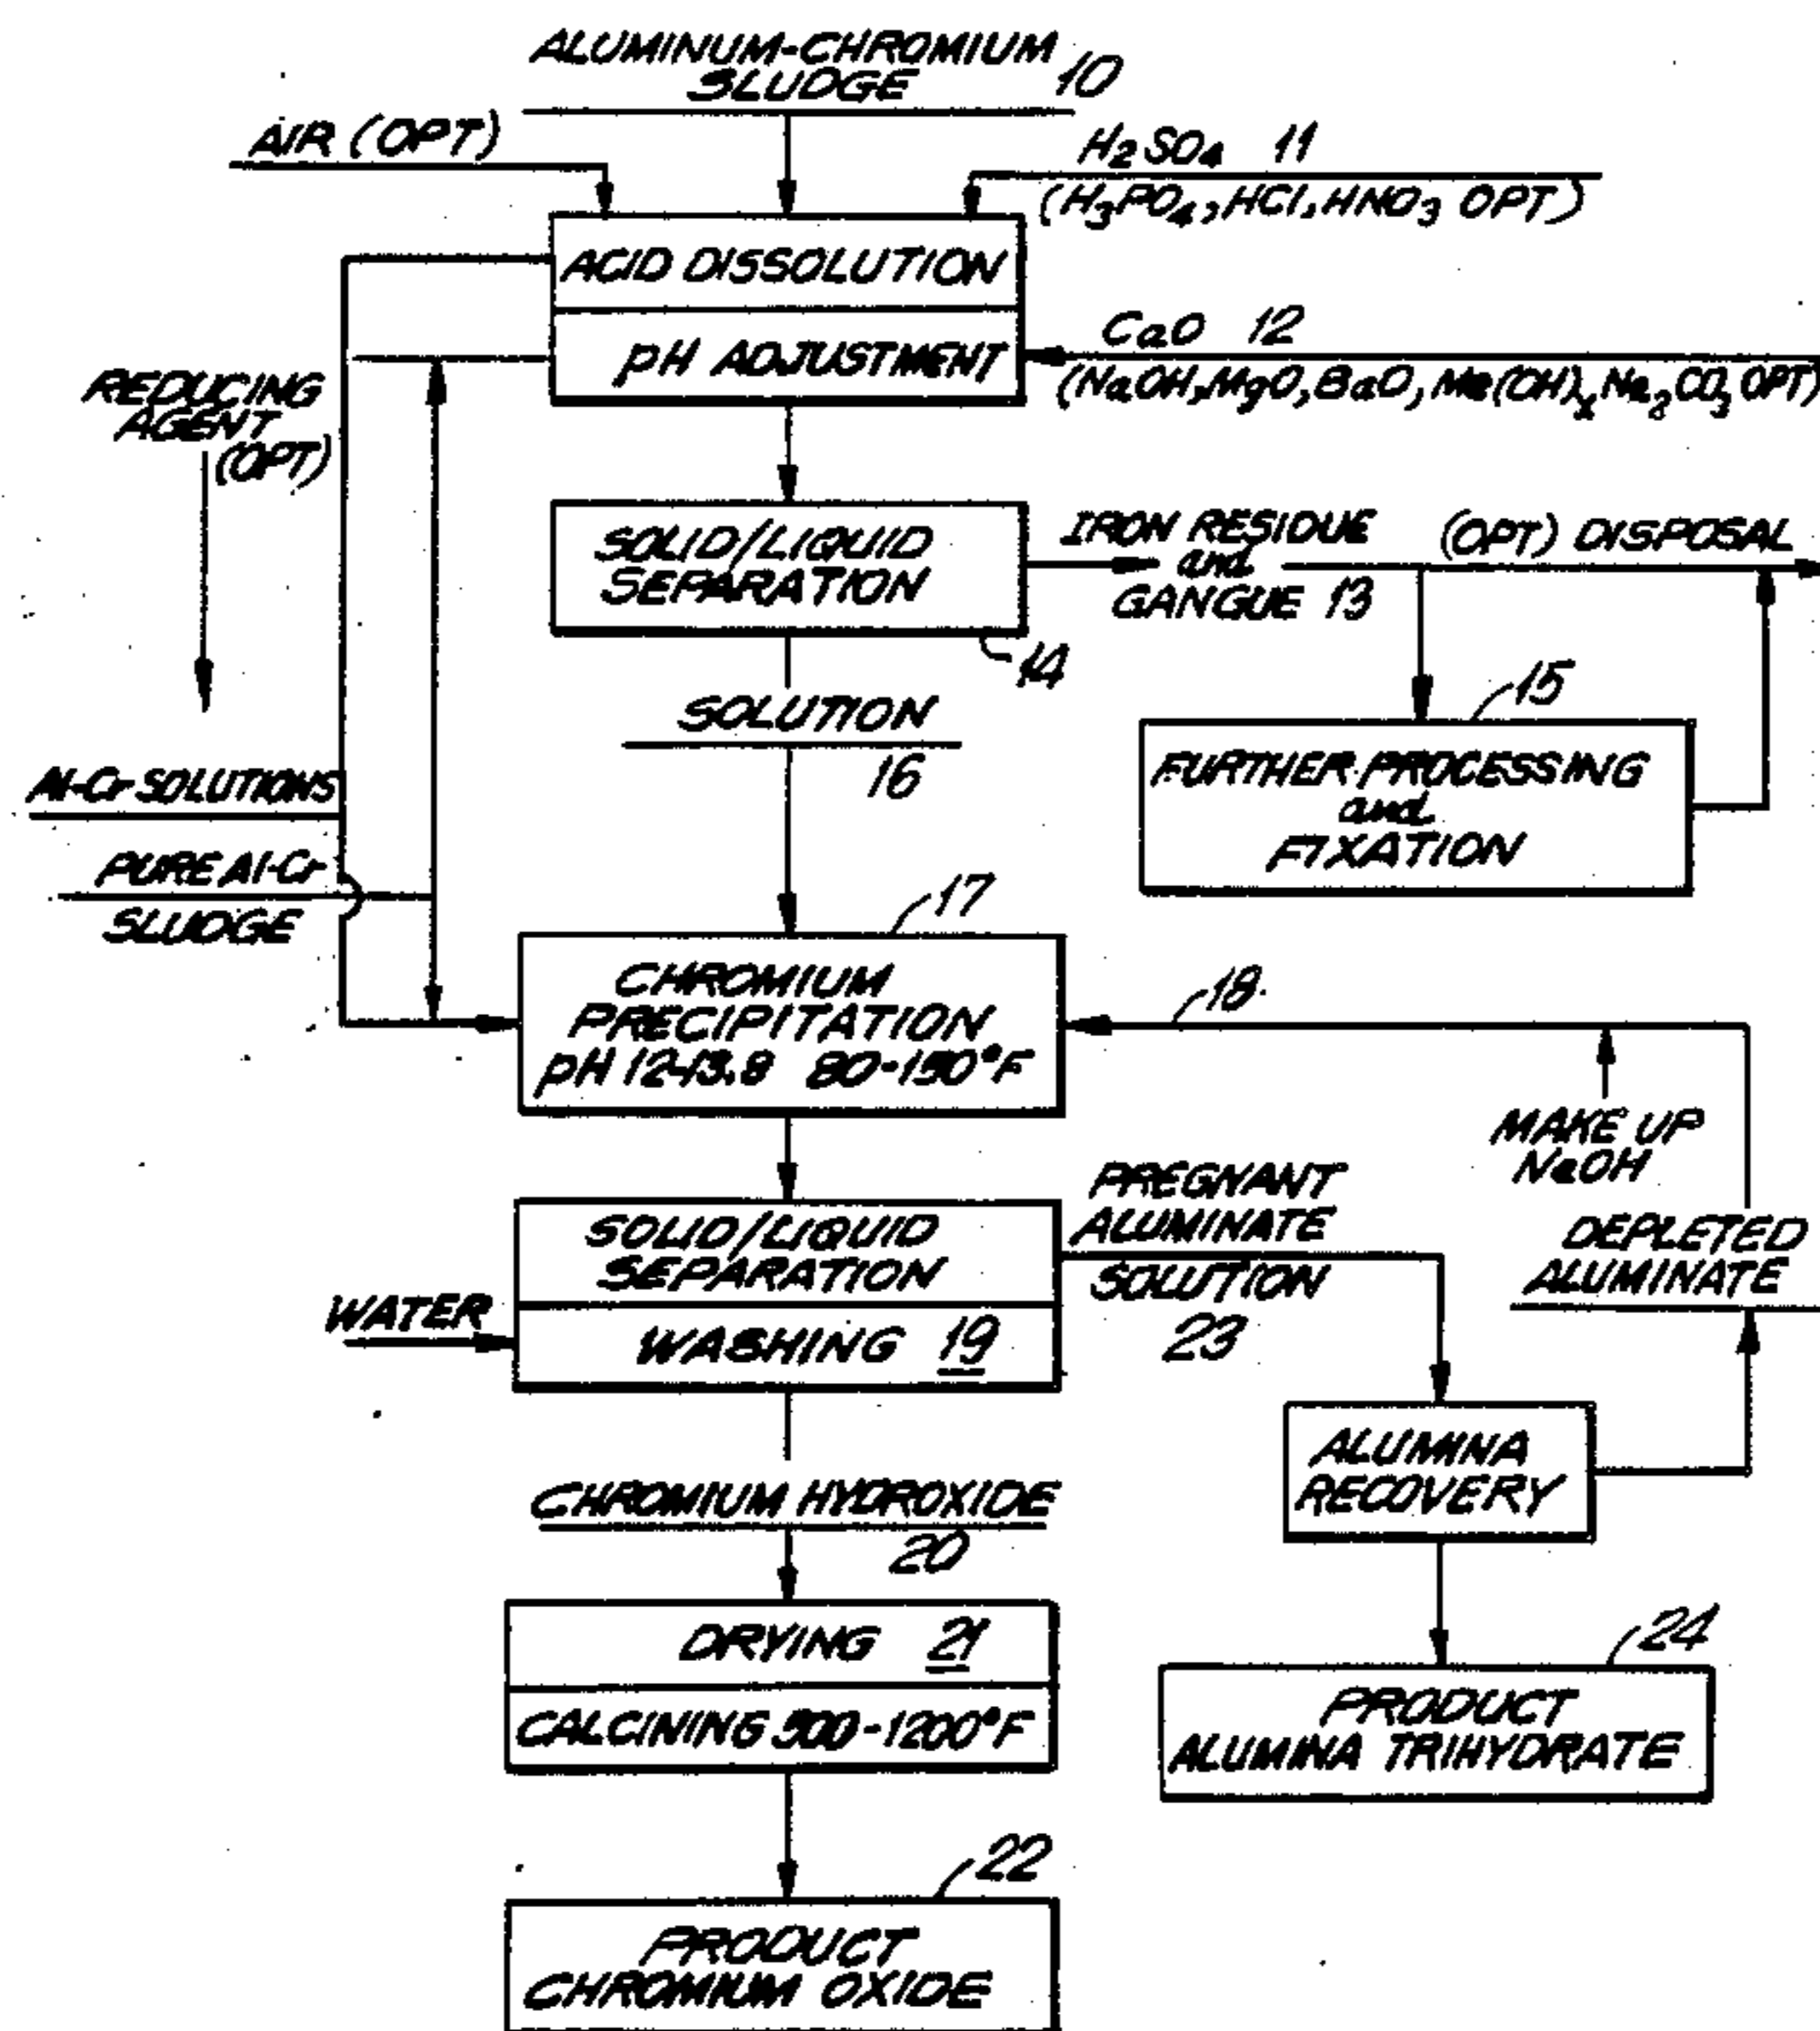 ALUMINUM-CHROMIUM
SLUDGE 10
AIR (OPT)
H2SO4 11
(H3PO4, HCl, HNO3 OPT)
ACID DISSOLUTION
pH ADJUSTMENT
CaO 12
(NaOH, MgO, BaO, Me(OH)x Na2CO3 OPT)
REDUCING
AGENT
(OPT)
SOLID/LIQUID
SEPARATION
14
IRON RESIDUE
and
GANGUE 13
(OPT) DISPOSAL
15
FURTHER PROCESSING
and
FIXATION
SOLUTION
16
Al-Cr SOLUTIONS
PURE Al-Cr
SLUDGE
17
CHROMIUM
PRECIPITATION
pH 12-13.8 80-150°F
18
MAKE UP
NaOH
DEPLETED
ALUMINATE
SOLID/LIQUID
SEPARATION
WATER
WASHING 19
PREGNANT
ALUMINATE
SOLUTION
23
ALUMINA
RECOVERY
CHROMIUM HYDROXIDE
20
DRYING 21
CALCINING 500-1200°F
24
PRODUCT
ALUMINA TRIHYDRATE
22
PRODUCT
CHROMIUM OXIDE